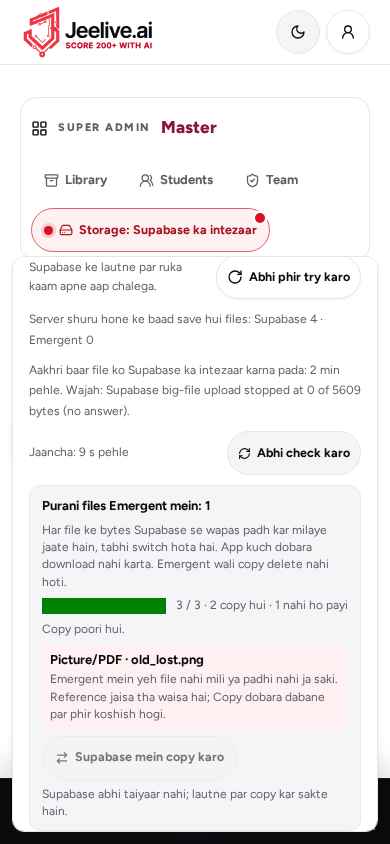 Jeelive.ai
SCORE 200+ WITH AI
SUPER ADMIN Master
Library Students Team
Storage: Supabase ka intezaar
Supabase ke lautne par ruka
kaam apne aap chalega.
Abhi phir try karo
Server shuru hone ke baad save hui files: Supabase 4 ·
Emergent 0
Aakhri baar file ko Supabase ka intezaar karna pada: 2 min
pehle. Wajah: Supabase big-file upload stopped at 0 of 5609
bytes (no answer).
Jaancha: 9 s pehle
Abhi check karo
Purani files Emergent mein: 1
Har file ke bytes Supabase se wapas padh kar milaye
jaate hain, tabhi switch hota hai. App kuch dobara
download nahi karta. Emergent wali copy delete nahi
hoti.
3 / 3 · 2 copy hui · 1 nahi ho payi
Copy poori hui.
Picture/PDF · old_lost.png
Emergent mein yeh file nahi mili ya padhi nahi ja saki.
Reference jaisa tha waisa hai; Copy dobara dabane
par phir koshish hogi.
Supabase mein copy karo
Supabase abhi taiyaar nahi; lautne par copy kar sakte
hain.